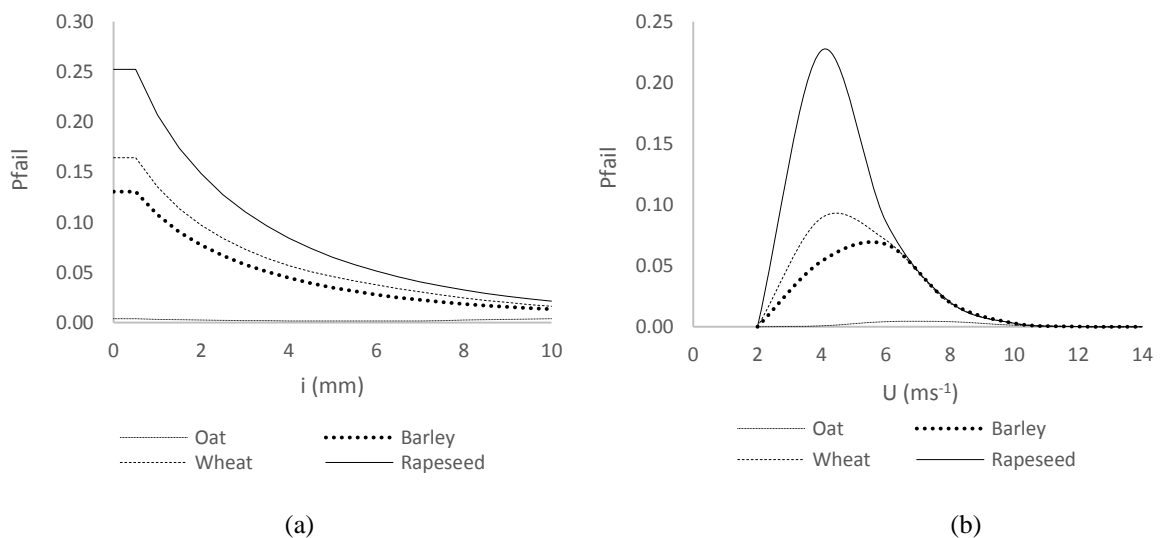 0.30
0.25
0.20
0.15
0.10
0.05
0.00
Pfail
0 2 4 6 8 10
i (mm)
Oat Barley
Wheat Rapeseed
(a)
0.25
0.20
0.15
0.10
0.05
0.00
Pfail
0 2 4 6 8 10 12 14
U (ms⁻¹)
Oat Barley
Wheat Rapeseed
(b)